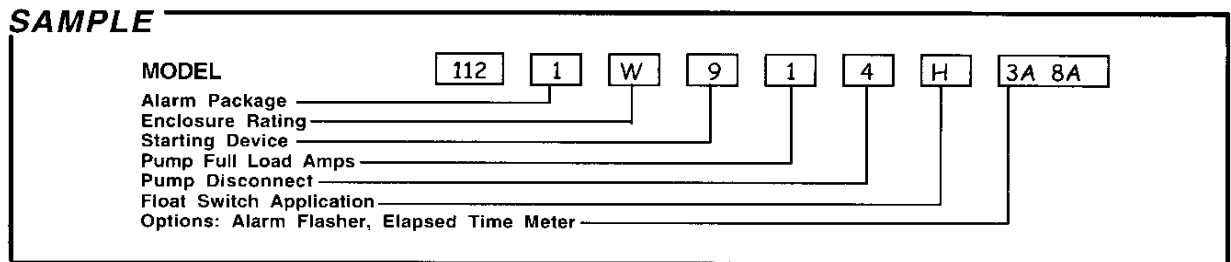 SAMPLE
MODEL 112 1 W 9 1 4 H 3A 8A
Alarm Package
Enclosure Rating
Starting Device
Pump Full Load Amps
Pump Disconnect
Float Switch Application
Options: Alarm Flasher, Elapsed Time Meter